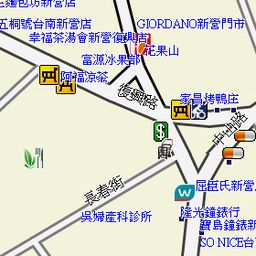 五桐號台南新營店
GIORDANO新營門市
幸福茶湯會新營復興店
花果山
富源冰果部
阿福涼茶
復興路
家昌烤鴨庄
中山路
長春街
吳婦產科診所
屈臣氏新營
隆光鐘錶行
寶島鐘錶新
SO NICE台